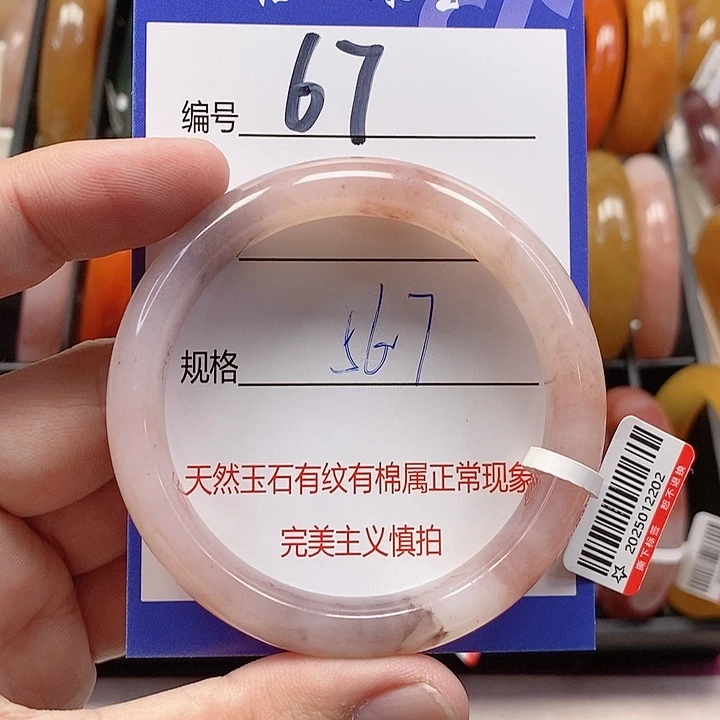 编号 67
规格 567
天然玉石有纹有棉属正常现象
完美主义慎拍
2025012202
摘下标签 恕不退换